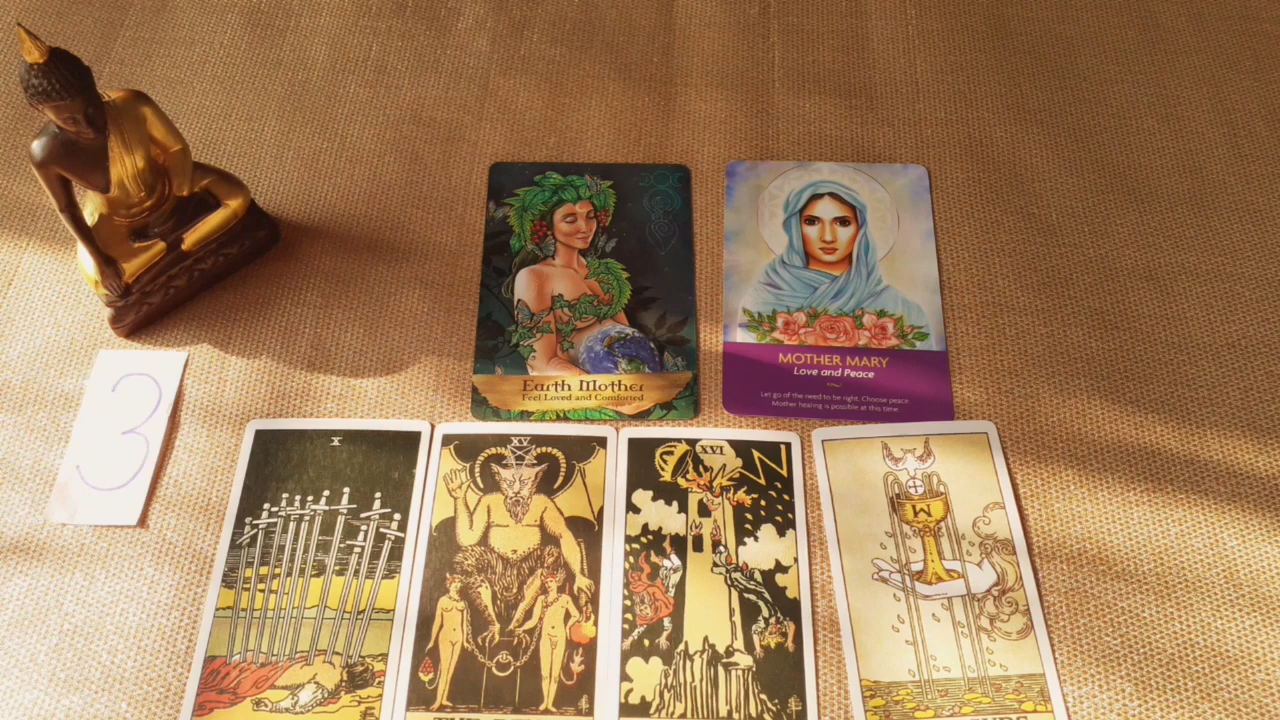 3
Earth Mother
Feel Loved and Comforted
MOTHER MARY
Love and Peace
Let go of the need to be right. Choose peace.
Mother healing is possible at this time.
X
XV
XVI
W